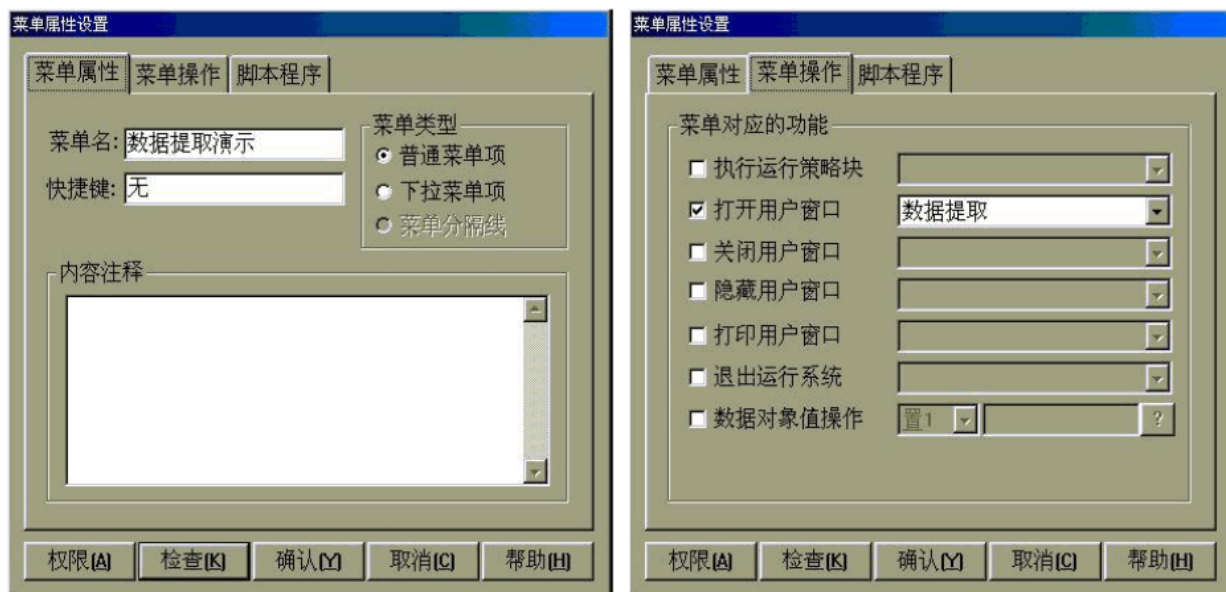 菜单属性设置
菜单属性 菜单操作 脚本程序
菜单名: 数据提取演示
快捷键: 无
菜单类型
普通菜单项
下拉菜单项
菜单分隔线
内容注释
权限(A) 检查(K) 确认(Y) 取消(C) 帮助(H)
菜单属性设置
菜单属性 菜单操作 脚本程序
菜单对应的功能
执行运行策略块
打开用户窗口 数据提取
关闭用户窗口
隐藏用户窗口
打印用户窗口
退出运行系统
数据对象值操作 置1 ?
权限(A) 检查(K) 确认(Y) 取消(C) 帮助(H)